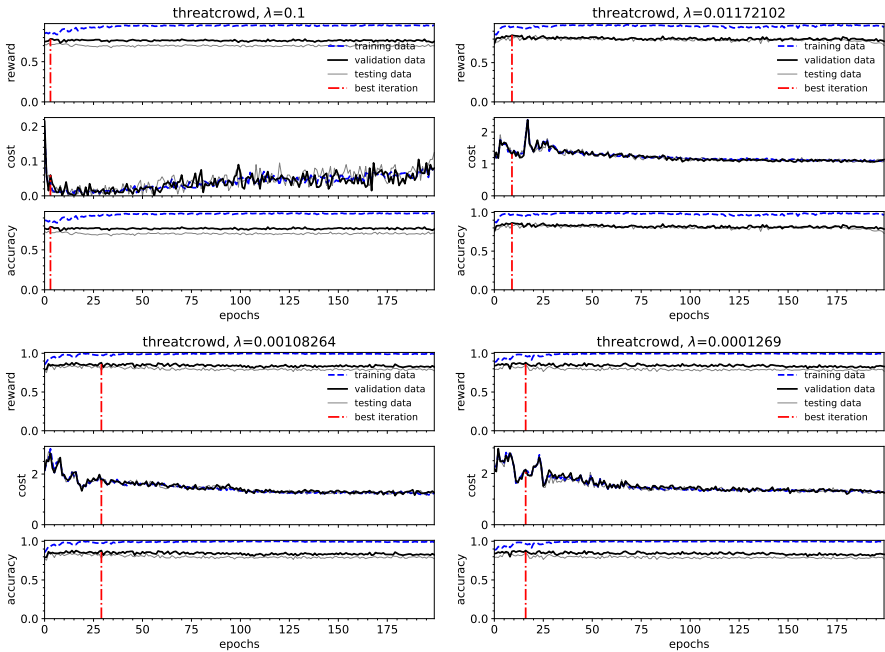 threatcrowd, λ=0.1
reward
0.5
0.0
training data
validation data
testing data
best iteration
cost
0.2
0.1
0.0
accuracy
0.5
0.0
0 25 50 75 100 125 150 175
epochs
threatcrowd, λ=0.01172102
reward
0.5
0.0
training data
validation data
testing data
best iteration
cost
2
1
0
accuracy
1.0
0.5
0.0
0 25 50 75 100 125 150 175
epochs
threatcrowd, λ=0.00108264
reward
1.0
0.5
0.0
training data
validation data
testing data
best iteration
cost
2
0
accuracy
1.0
0.5
0.0
0 25 50 75 100 125 150 175
epochs
threatcrowd, λ=0.0001269
reward
1.0
0.5
0.0
training data
validation data
testing data
best iteration
cost
2
0
accuracy
1.0
0.5
0.0
0 25 50 75 100 125 150 175
epochs